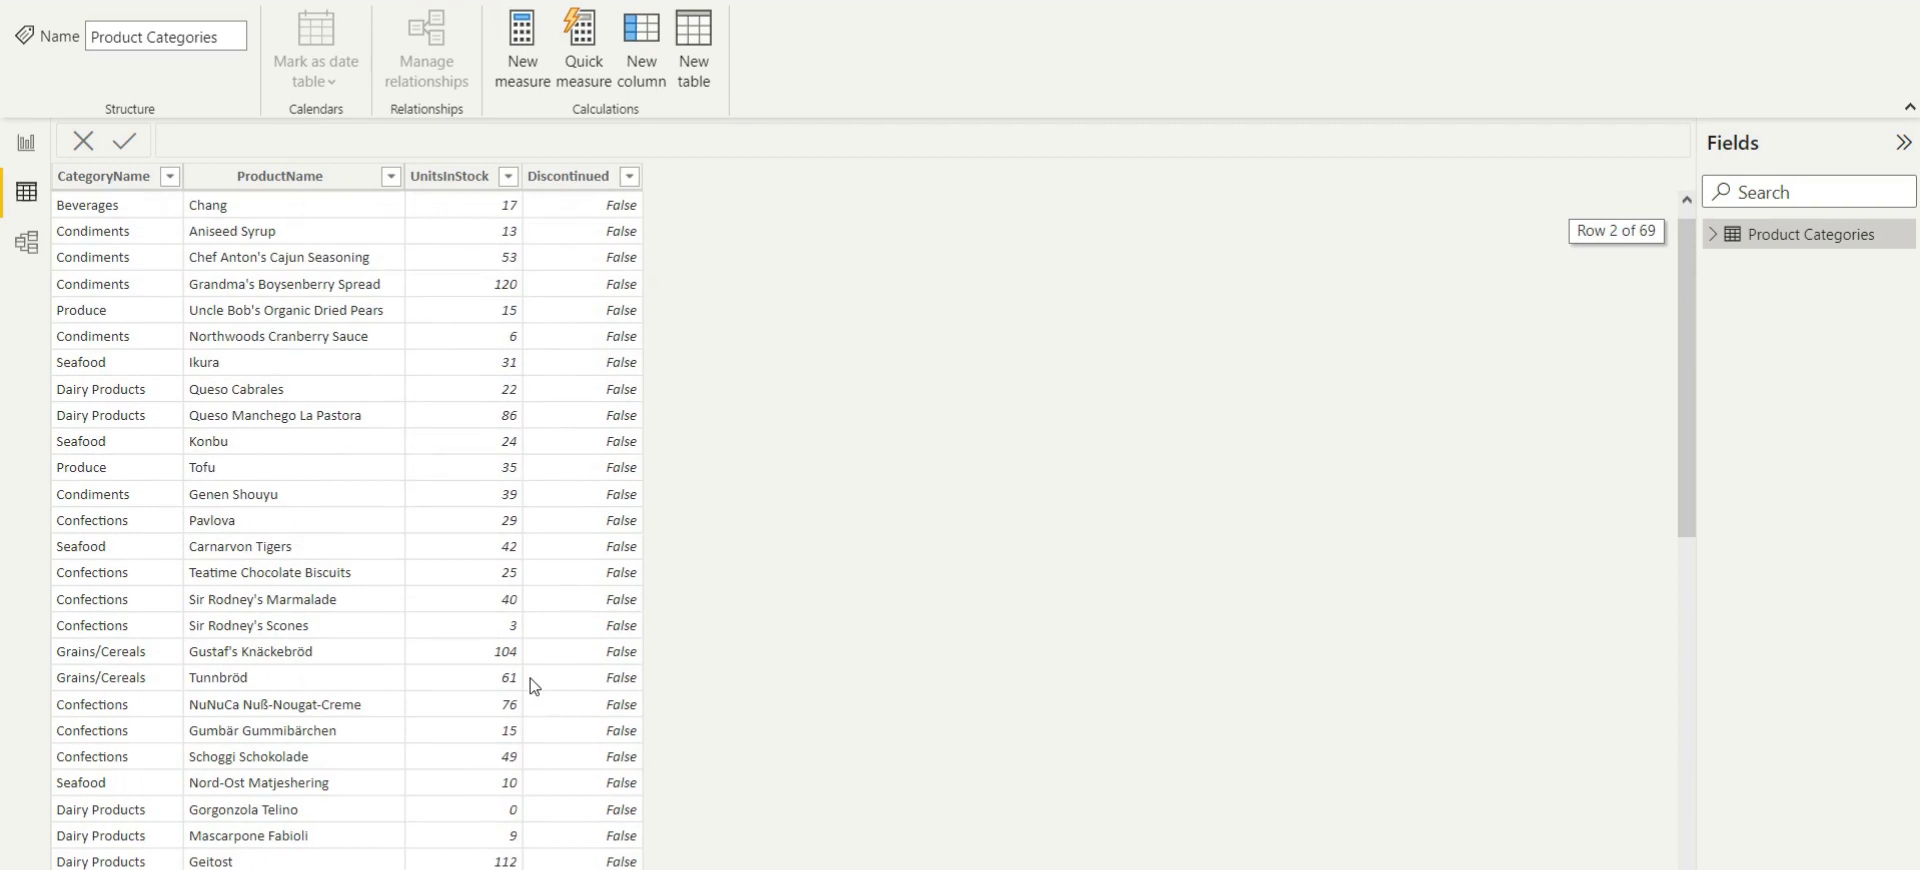 Name Product Categories
Mark as date table
Manage relationships
New measure
Quick measure
New column
New table
Structure
Calendars
Relationships
Calculations
Fields
Search
Product Categories
Row 2 of 69
CategoryName ProductName UnitsInStock Discontinued
Beverages Chang 17 False
Condiments Aniseed Syrup 13 False
Condiments Chef Anton's Cajun Seasoning 53 False
Condiments Grandma's Boysenberry Spread 120 False
Produce Uncle Bob's Organic Dried Pears 15 False
Condiments Northwoods Cranberry Sauce 6 False
Seafood Ikura 31 False
Dairy Products Queso Cabrales 22 False
Dairy Products Queso Manchego La Pastora 86 False
Seafood Konbu 24 False
Produce Tofu 35 False
Condiments Genen Shouyu 39 False
Confections Pavlova 29 False
Seafood Carnarvon Tigers 42 False
Confections Teatime Chocolate Biscuits 25 False
Confections Sir Rodney's Marmalade 40 False
Confections Sir Rodney's Scones 3 False
Grains/Cereals Gustaf's Knäckebröd 104 False
Grains/Cereals Tunnbröd 61 False
Confections NuNuCa Nuß-Nougat-Creme 76 False
Confections Gumbär Gummibärchen 15 False
Confections Schoggi Schokolade 49 False
Seafood Nord-Ost Matjeshering 10 False
Dairy Products Gorgonzola Telino 0 False
Dairy Products Mascarpone Fabioli 9 False
Dairy Products Geitost 112 False